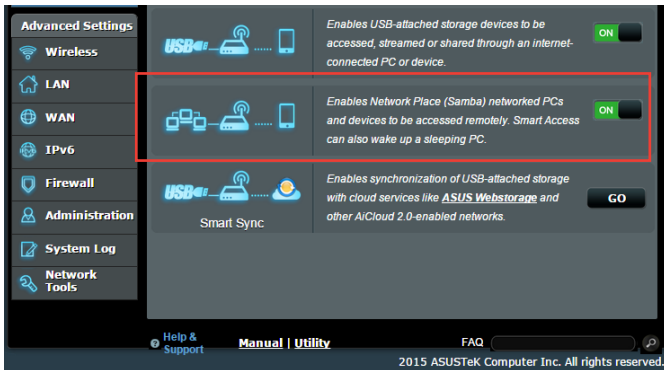 Advanced Settings
Wireless
LAN
WAN
IPv6
Firewall
Administration
System Log
Network
Tools
USB
Enables USB-attached storage devices to be
accessed, streamed or shared through an internet-
connected PC or device.
ON
Enables Network Place (Samba) networked PCs
and devices to be accessed remotely. Smart Access
can also wake up a sleeping PC.
ON
USB
Smart Sync
Enables synchronization of USB-attached storage
with cloud services like ASUS Webstorage and
other AiCloud 2.0-enabled networks.
GO
Help &
Support
Manual | Utility
FAQ
2015 ASUSTeK Computer Inc. All rights reserved.